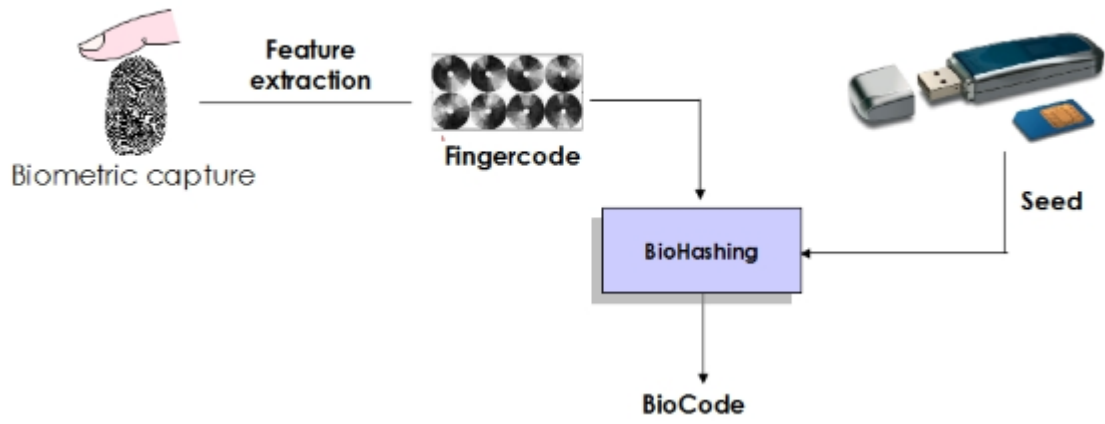 Feature
extraction
Biometric capture
Fingercode
Seed
BioHashing
BioCode